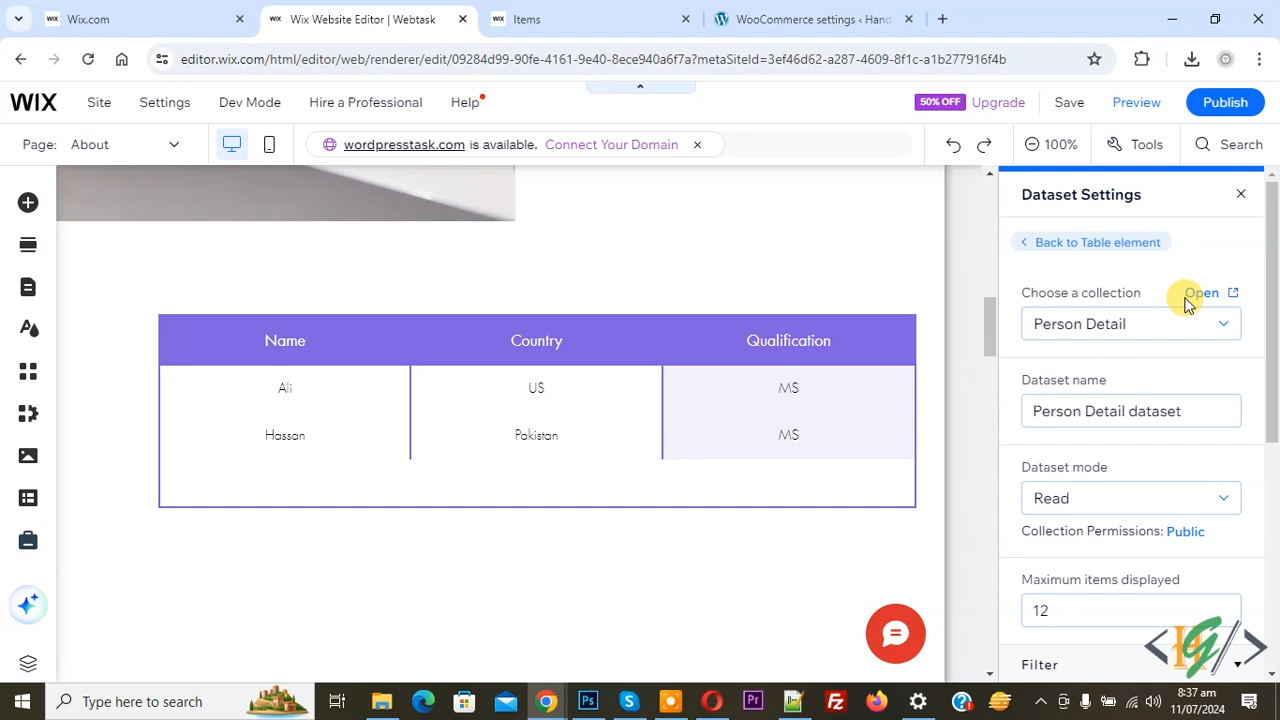 Wix.com
Wix Website Editor | Webtask
Items
WooCommerce settings ‹ Hand
editor.wix.com/html/editor/web/renderer/edit/09284d99-90fe-4161-9e40-8ece940a6f7a?metaSiteId=3ef46d62-a287-4609-8f1c-a1b277916f4b
WIX Site Settings Dev Mode Hire a Professional Help 50% OFF Upgrade Save Preview Publish
Page: About wordpresstask.com is available. Connect Your Domain 100% Tools Search
Dataset Settings
Back to Table element
Choose a collection Open
Person Detail
Name Country Qualification
Ali US MS
Hassan Pakistan MS
Dataset name
Person Detail dataset
Dataset mode
Read
Collection Permissions: Public
Maximum items displayed
12
Filter
Type here to search
8:37 am
11/07/2024